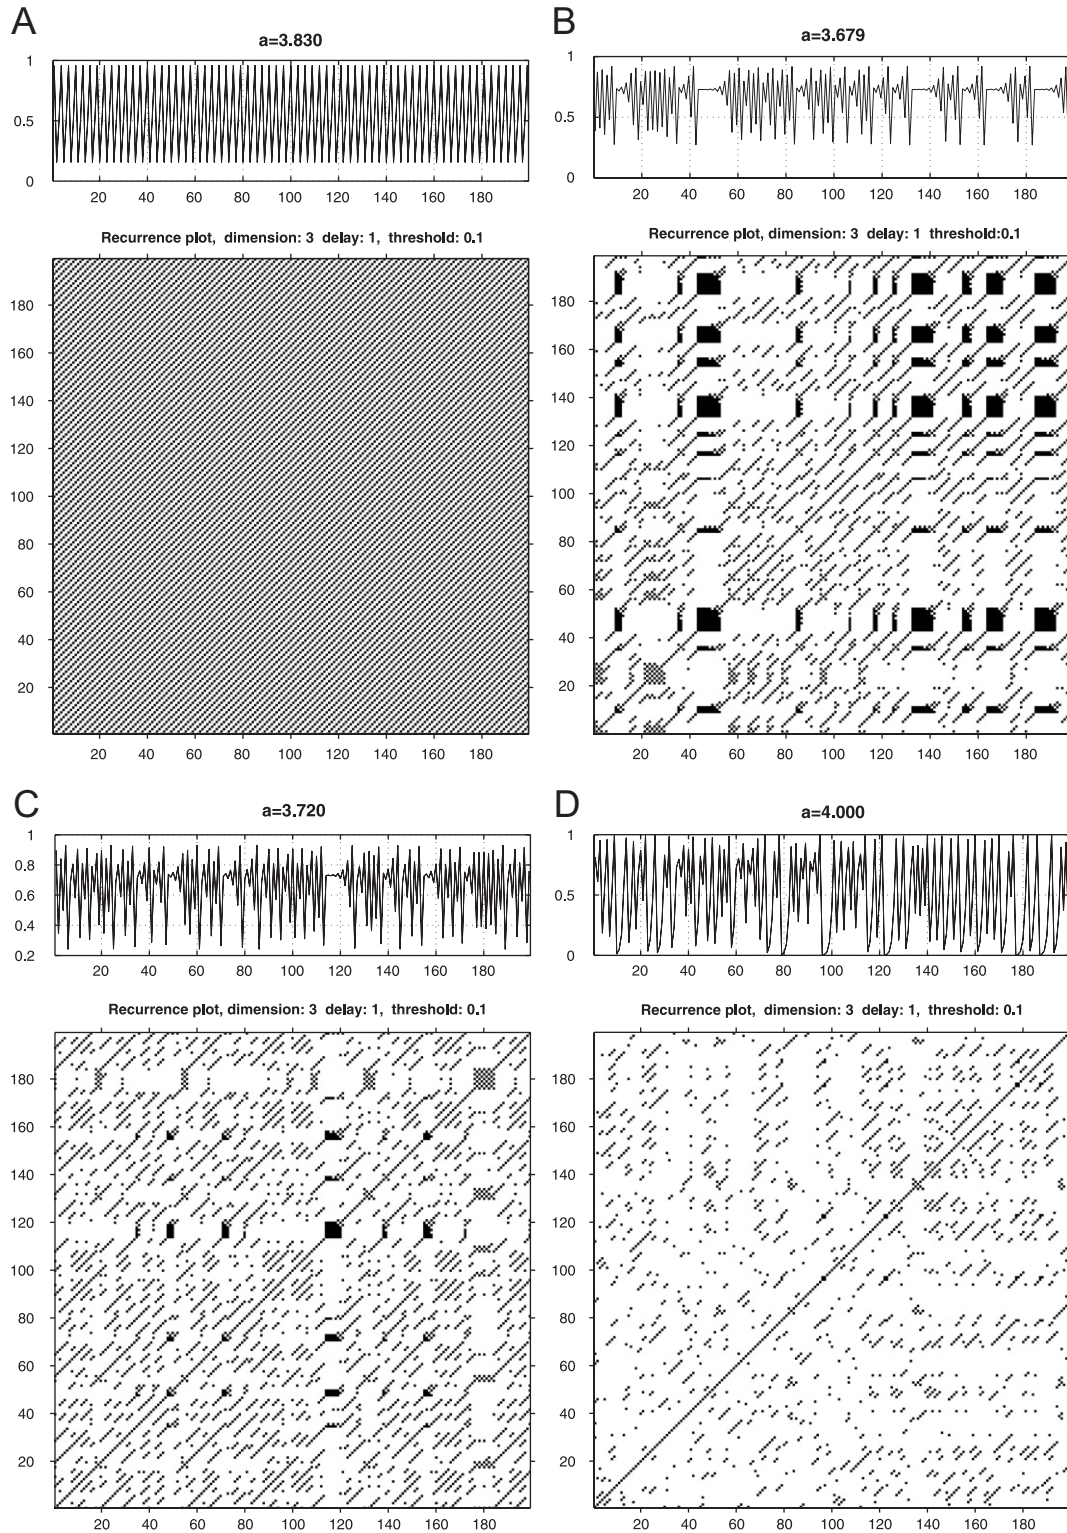 A
a=3.830
1
0.5
0
20 40 60 80 100 120 140 160 180
Recurrence plot, dimension: 3 delay: 1, threshold: 0.1
180
160
140
120
100
80
60
40
20
20 40 60 80 100 120 140 160 180
B
a=3.679
1
0.5
0
20 40 60 80 100 120 140 160 180
Recurrence plot, dimension: 3 delay: 1 threshold:0.1
180
160
140
120
100
80
60
40
20
20 40 60 80 100 120 140 160 180
C
a=3.720
1
0.8
0.6
0.4
0.2
20 40 60 80 100 120 140 160 180
Recurrence plot, dimension: 3 delay: 1, threshold: 0.1
180
160
140
120
100
80
60
40
20
20 40 60 80 100 120 140 160 180
D
a=4.000
1
0.5
0
20 40 60 80 100 120 140 160 180
Recurrence plot, dimension: 3 delay: 1, threshold: 0.1
180
160
140
120
100
80
60
40
20
20 40 60 80 100 120 140 160 180